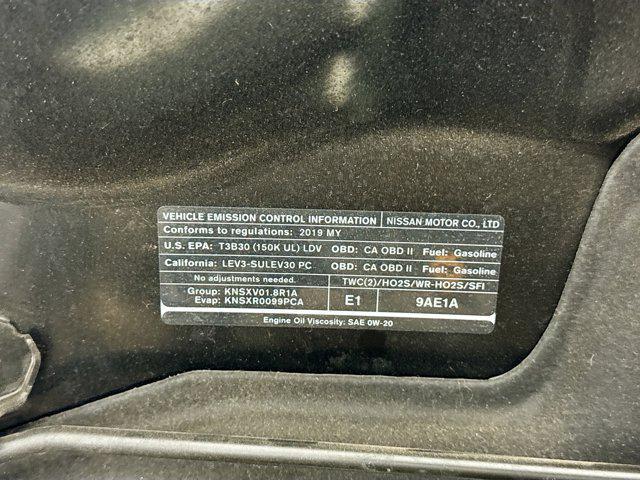 VEHICLE EMISSION CONTROL INFORMATION NISSAN MOTOR CO., LTD
Conforms to regulations: 2019 MY
U.S. EPA: T3B30 (150K UL) LDV OBD: CA OBD II Fuel: Gasoline
California: LEV3-SULEV30 PC OBD: CA OBD II Fuel: Gasoline
No adjustments needed. TWC(2)/HO2S/WR-HO2S/SFI
Group: KNSXV01.8R1A
Evap: KNSXR0099PCA E1 9AE1A
Engine Oil Viscosity: SAE 0W-20